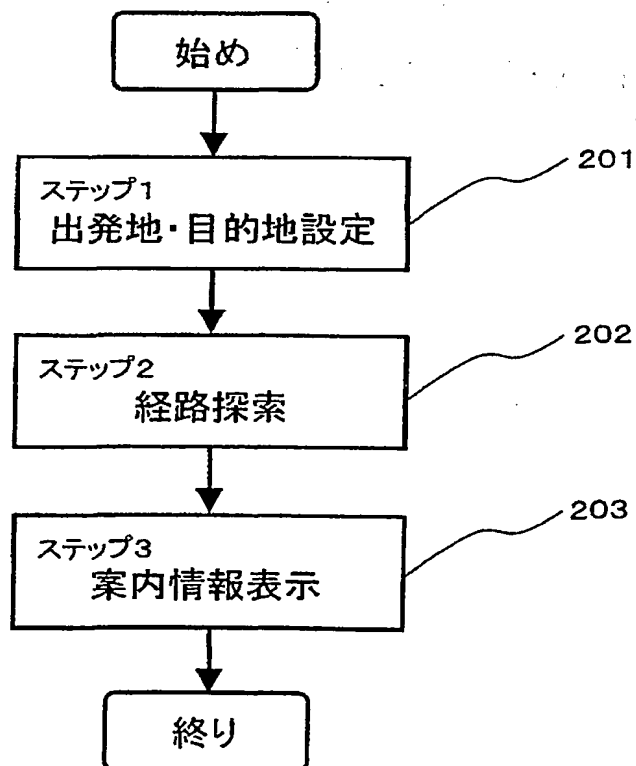 始め
ステップ1
出発地・目的地設定
201
ステップ2
経路探索
202
ステップ3
案内情報表示
203
終り